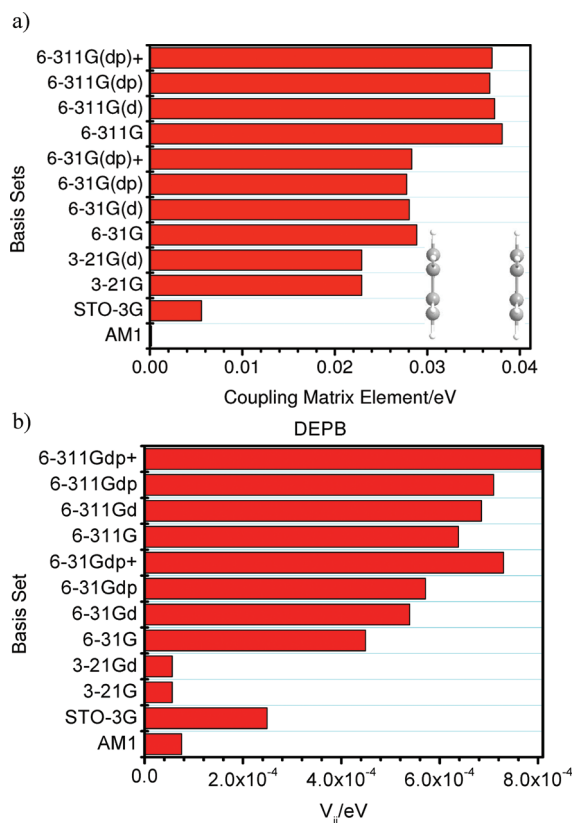 a)
6-311G(dp)+
6-311G(dp)
6-311G(d)
6-311G
6-31G(dp)+
6-31G(dp)
6-31G(d)
6-31G
3-21G(d)
3-21G
STO-3G
AM1
Basis Sets
0.00 0.01 0.02 0.03 0.04
Coupling Matrix Element/eV
b)
DEPB
6-311Gdp+
6-311Gdp
6-311Gd
6-311G
6-31Gdp+
6-31Gdp
6-31Gd
6-31G
3-21Gd
3-21G
STO-3G
AM1
Basis Set
0.0 2.0x10⁻⁴ 4.0x10⁻⁴ 6.0x10⁻⁴ 8.0x10⁻⁴
V_ij/eV